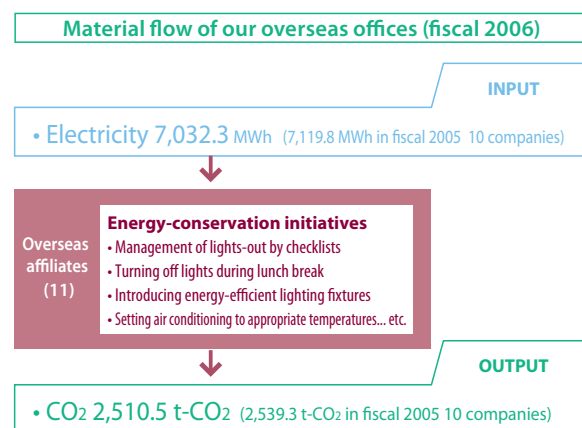 Material flow of our overseas offices (fiscal 2006)
INPUT
• Electricity 7,032.3 MWh (7,119.8 MWh in fiscal 2005 10 companies)
Overseas
affiliates
(11)
Energy-conservation initiatives
• Management of lights-out by checklists
• Turning off lights during lunch break
• Introducing energy-efficient lighting fixtures
• Setting air conditioning to appropriate temperatures... etc.
OUTPUT
• CO₂ 2,510.5 t-CO₂ (2,539.3 t-CO₂ in fiscal 2005 10 companies)